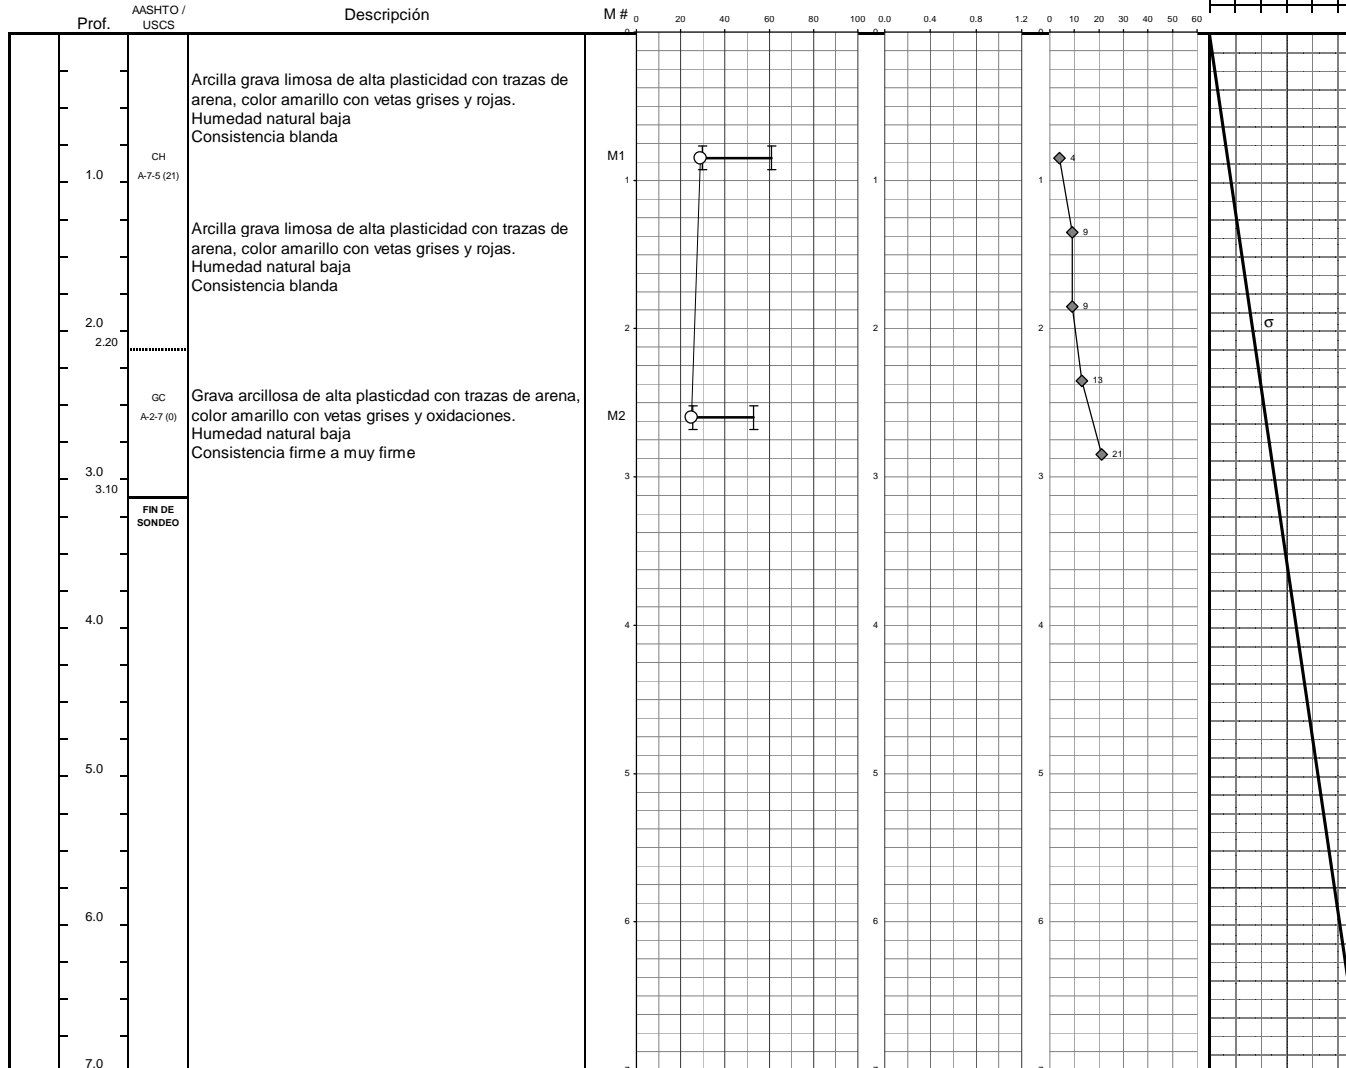 Prof.
AASHTO /
USCS
Descripción
M #
0 20 40 60 80 100
0.0 0.4 0.8 1.2
0 10 20 30 40 50 60
0
0
0
Arcilla grava limosa de alta plasticidad con trazas de
arena, color amarillo con vetas grises y rojas.
Humedad natural baja
Consistencia blanda
CH
A-7-5 (21)
M1
4
1.0
1
1
1
Arcilla grava limosa de alta plasticidad con trazas de
arena, color amarillo con vetas grises y rojas.
Humedad natural baja
Consistencia blanda
9
9
2.0
2
2
2
σ
2.20
13
GC
A-2-7 (0)
Grava arcillosa de alta plasticdad con trazas de arena,
color amarillo con vetas grises y oxidaciones.
Humedad natural baja
Consistencia firme a muy firme
M2
21
3.0
3
3
3
3.10
FIN DE
SONDEO
4.0
4
4
4
5.0
5
5
5
6.0
6
6
6
7.0